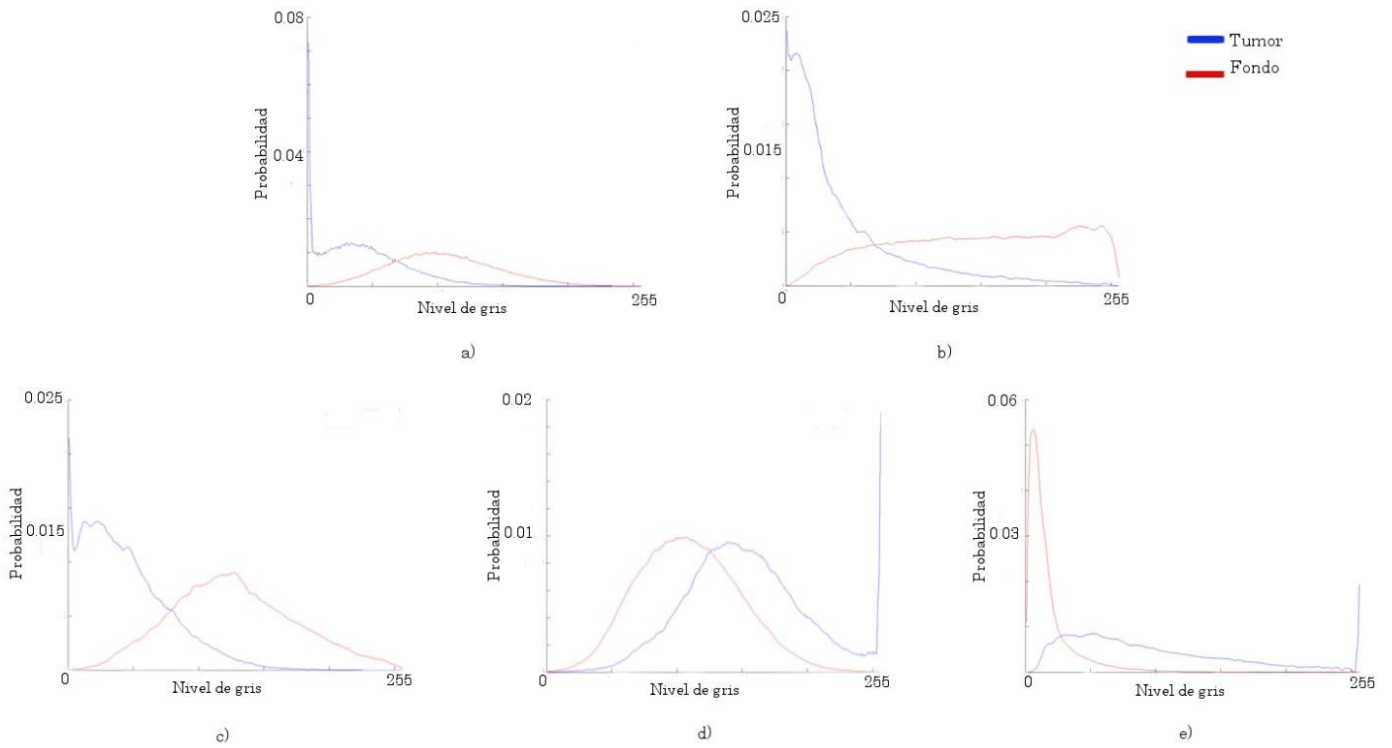 0.08
Probabilidad
0.04
0
255
Nivel de gris
a)
0.025
Probabilidad
0.015
0
255
Nivel de gris
b)
Tumor
Fondo
0.025
Probabilidad
0.015
0
255
Nivel de gris
c)
0.02
Probabilidad
0.01
0
255
Nivel de gris
d)
0.06
Probabilidad
0.03
0
255
Nivel de gris
e)